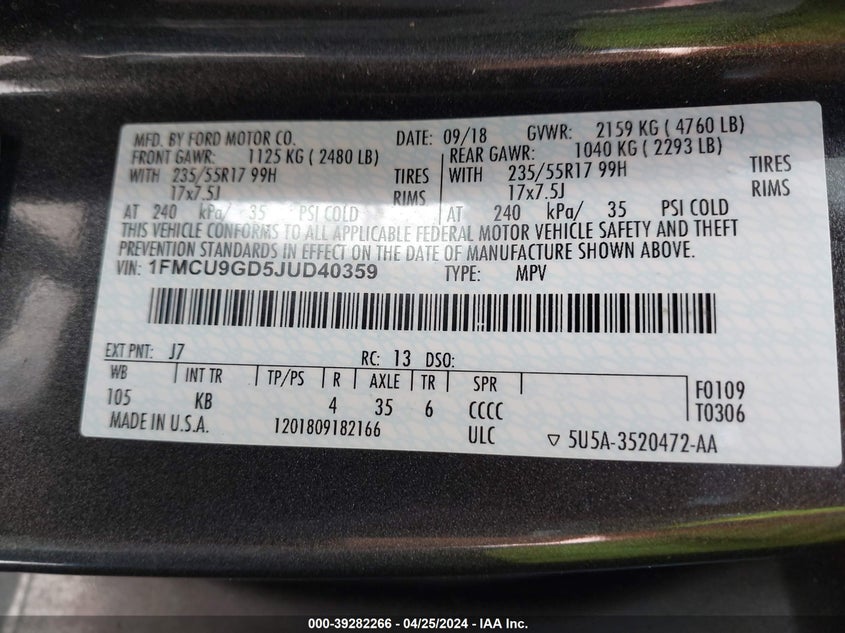 MFD. BY FORD MOTOR CO. DATE: 09/18 GVWR: 2159 KG ( 4760 LB)
FRONT GAWR: 1125 KG ( 2480 LB) REAR GAWR: 1040 KG ( 2293 LB)
WITH 235/55R17 99H TIRES WITH 235/55R17 99H TIRES
17x7.5J RIMS 17x7.5J RIMS
AT 240 kPa/ 35 PSI COLD AT 240 kPa/ 35 PSI COLD
THIS VEHICLE CONFORMS TO ALL APPLICABLE FEDERAL MOTOR VEHICLE SAFETY AND THEFT
PREVENTION STANDARDS IN EFFECT ON THE DATE OF MANUFACTURE SHOWN ABOVE.
VIN: 1FMCU9GD5JUD40359 TYPE: MPV
EXT PNT: J7 RC: 13 DSO:
WB INT TR TP/PS R AXLE TR SPR F0109
105 KB 4 35 6 CCCC T0306
MADE IN U.S.A. 1201809182166 ULC ▽ 5U5A-3520472-AA
000-39282266 - 04/25/2024 - IAA Inc.